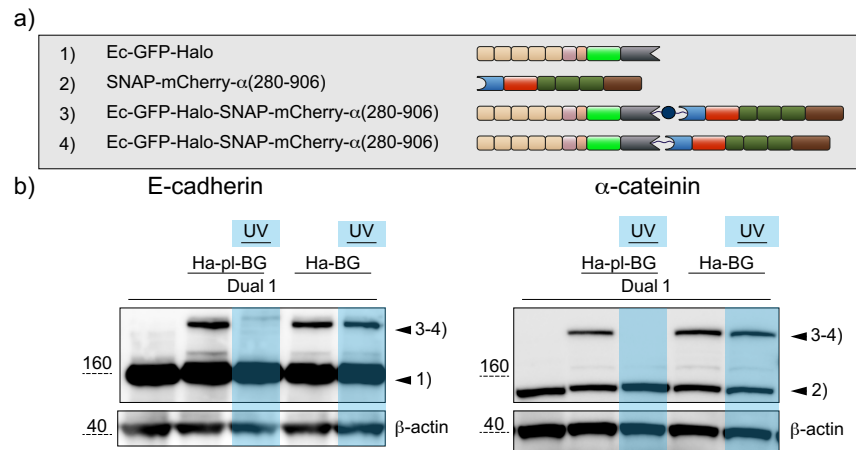 a)
1) Ec-GFP-Halo
2) SNAP-mCherry-α(280-906)
3) Ec-GFP-Halo-SNAP-mCherry-α(280-906)
4) Ec-GFP-Halo-SNAP-mCherry-α(280-906)
b)
E-cadherin
UV UV
Ha-pl-BG Ha-BG
Dual 1
3-4)
160
1)
40
β-actin
α-cateinin
UV UV
Ha-pl-BG Ha-BG
Dual 1
3-4)
160
2)
40
β-actin